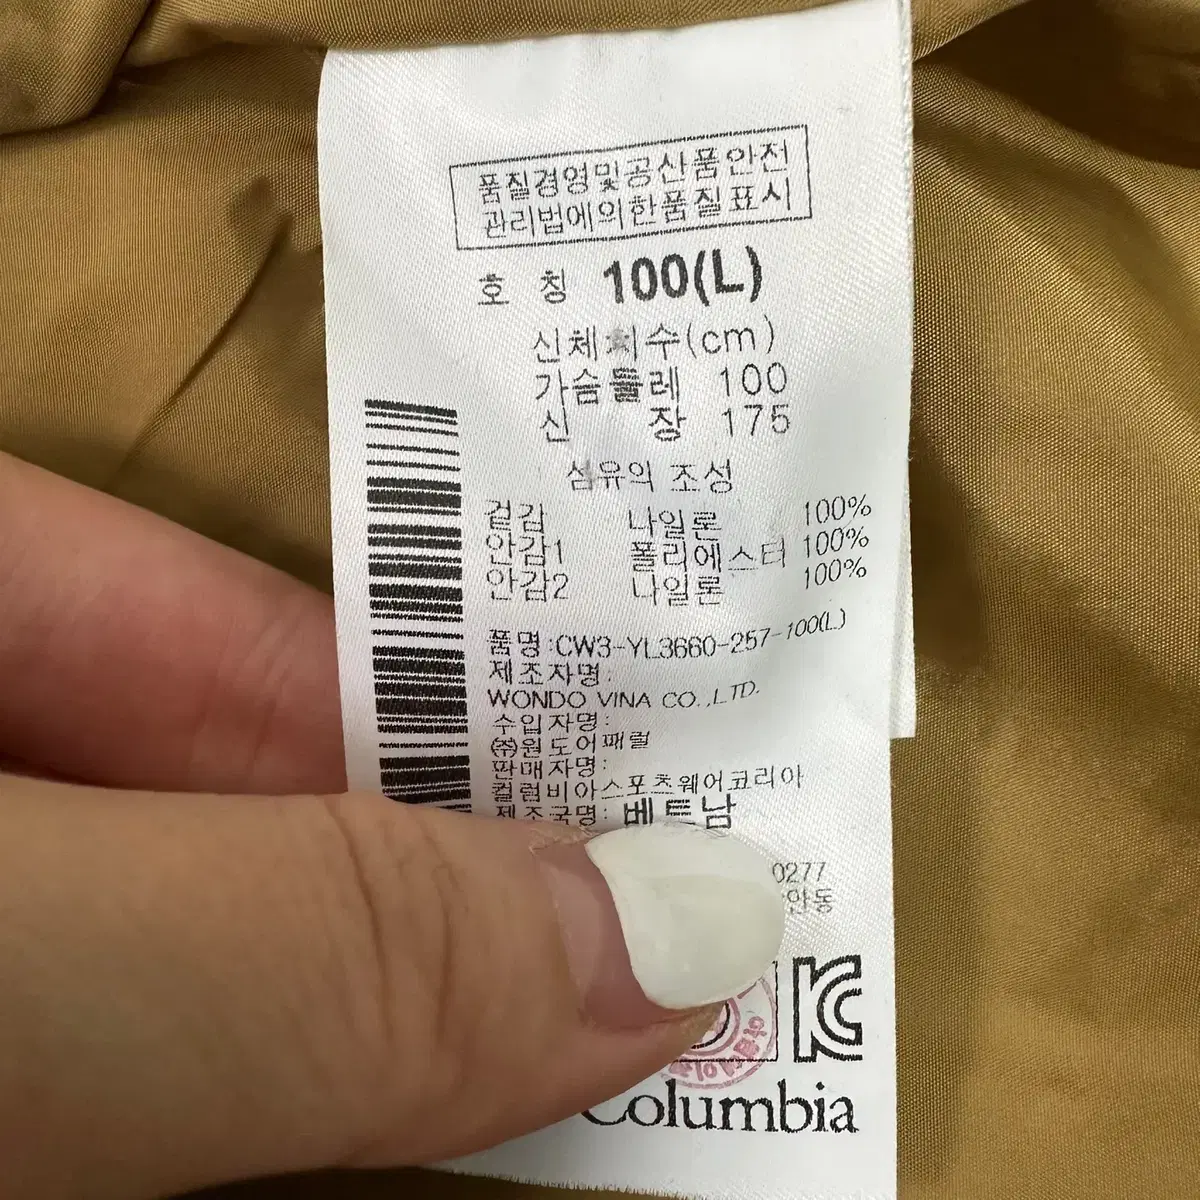 품질경영및공산품안전
관리법에의한품질표시
호 칭 100(L)
신체치수(cm)
가슴둘레 100
신 장 175
섬유의 조성
겉감 나일론 100%
안감1 폴리에스터 100%
안감2 나일론 100%
품명:CW3-YL3660-257-100(L)
제조자명:
WONDO VINA CO.,LTD.
수입자명:
㈜원도어패럴
판매자명:
컬럼비아스포츠웨어코리아
제조국명: 베트남
0277
안동
KC
Columbia